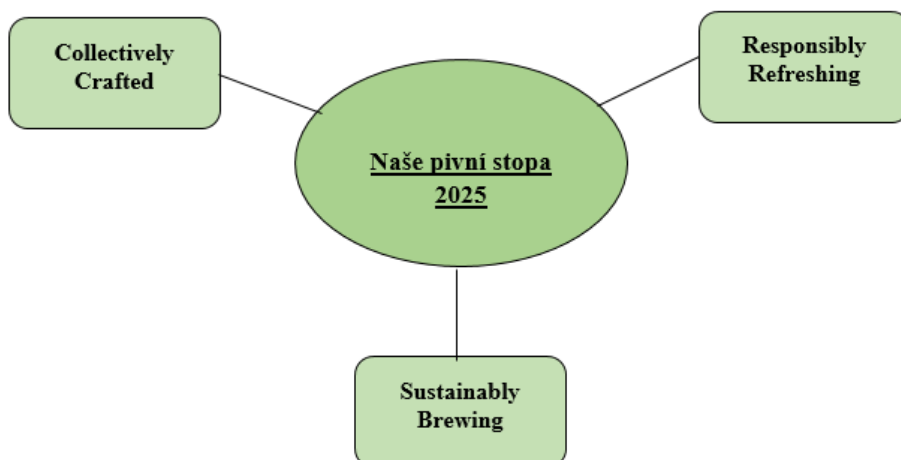 Collectively
Crafted
Responsibly
Refreshing
Naše pivní stopa
2025
Sustainably
Brewing